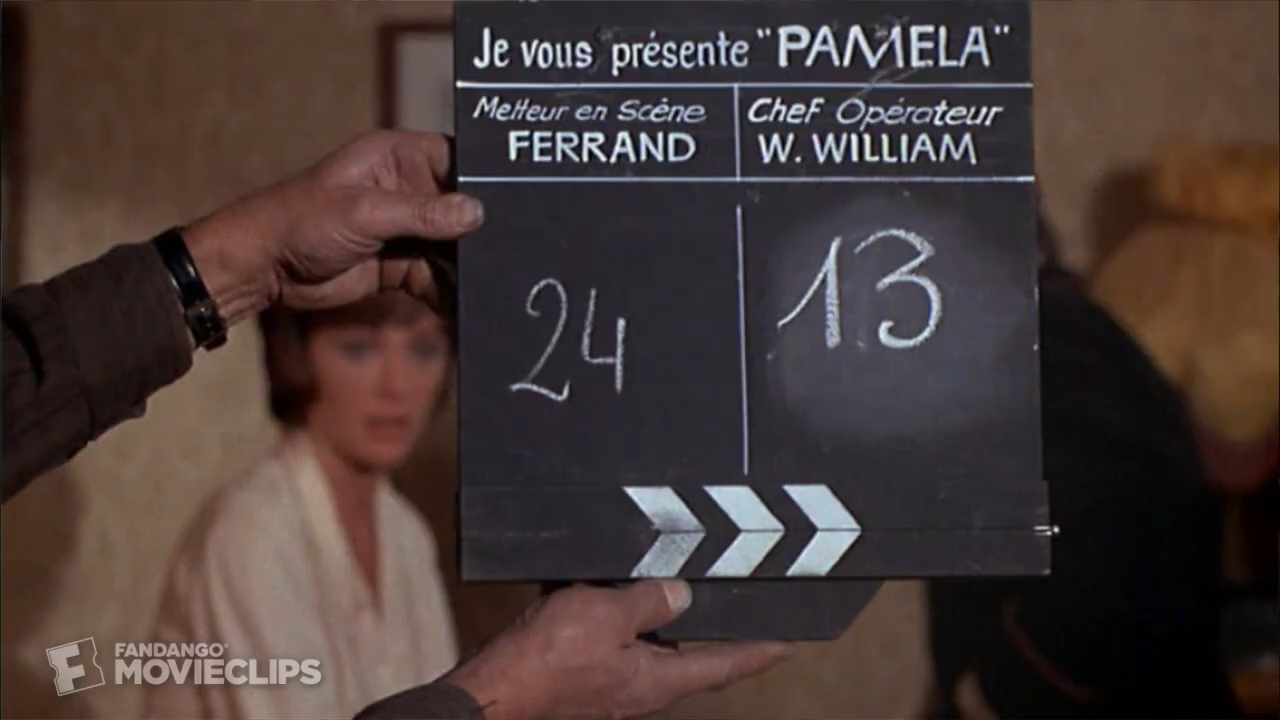 Je vous présente "PAMELA"
Metteur en Scène
FERRAND
Chef Opérateur
W. WILLIAM
24
13
FANDANGO
MOVIECLIPS